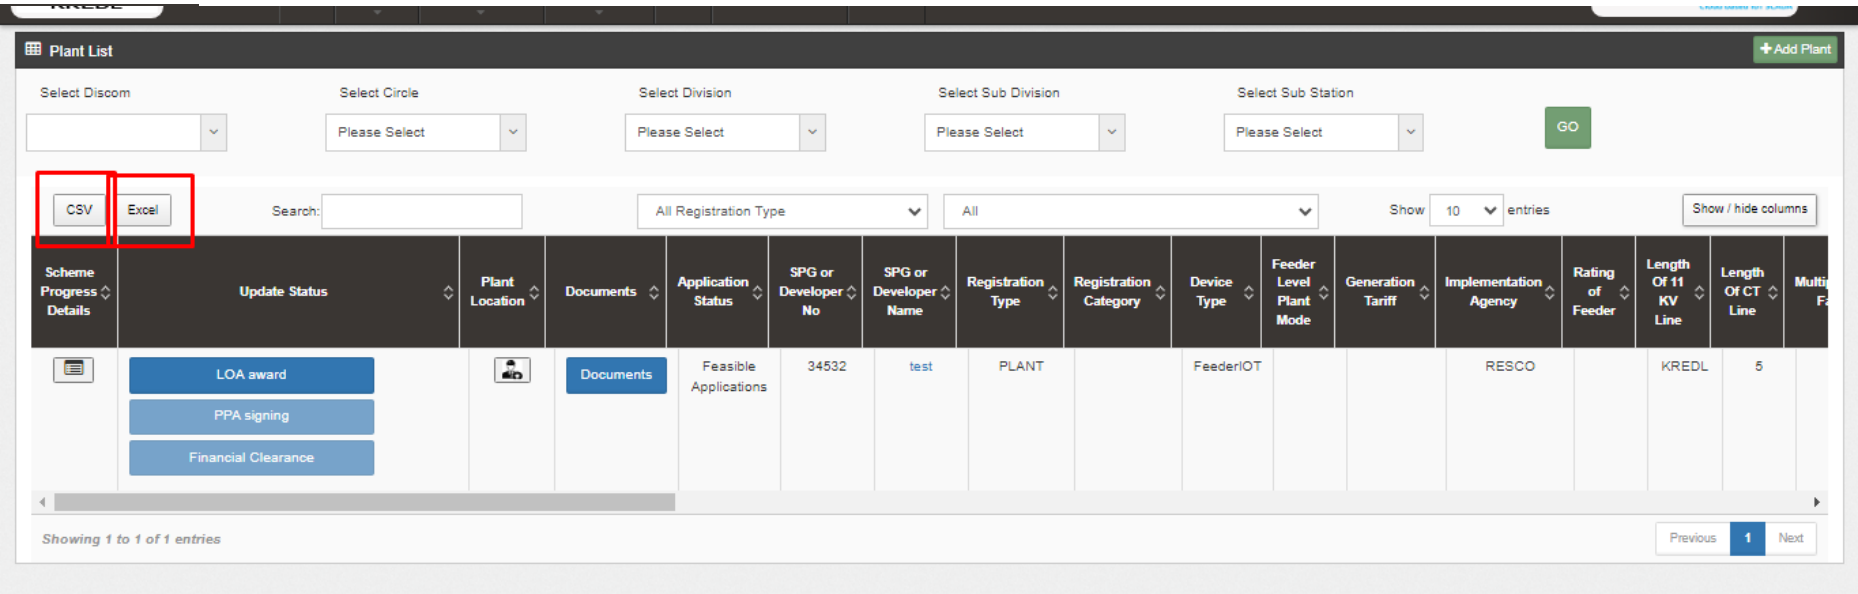 KREDL
Plant List
Add Plant
Select Discom
Select Circle
Select Division
Select Sub Division
Select Sub Station
Please Select
Please Select
Please Select
Please Select
GO
CSV
Excel
Search:
All Registration Type
All
Show 10 entries
Show / hide columns
Scheme
Progress
Details
Update Status
Plant
Location
Documents
Application
Status
SPG or
Developer
No
SPG or
Developer
Name
Registration
Type
Registration
Category
Device
Type
Feeder
Level
Plant
Mode
Generation
Tariff
Implementation
Agency
Rating
of
Feeder
Length
Of 11
KV
Line
Length
Of CT
Line
LOA award
PPA signing
Financial Clearance
Documents
Feasible
Applications
34532
test
PLANT
FeederIOT
RESCO
KREDL
5
Showing 1 to 1 of 1 entries
Previous
1
Next